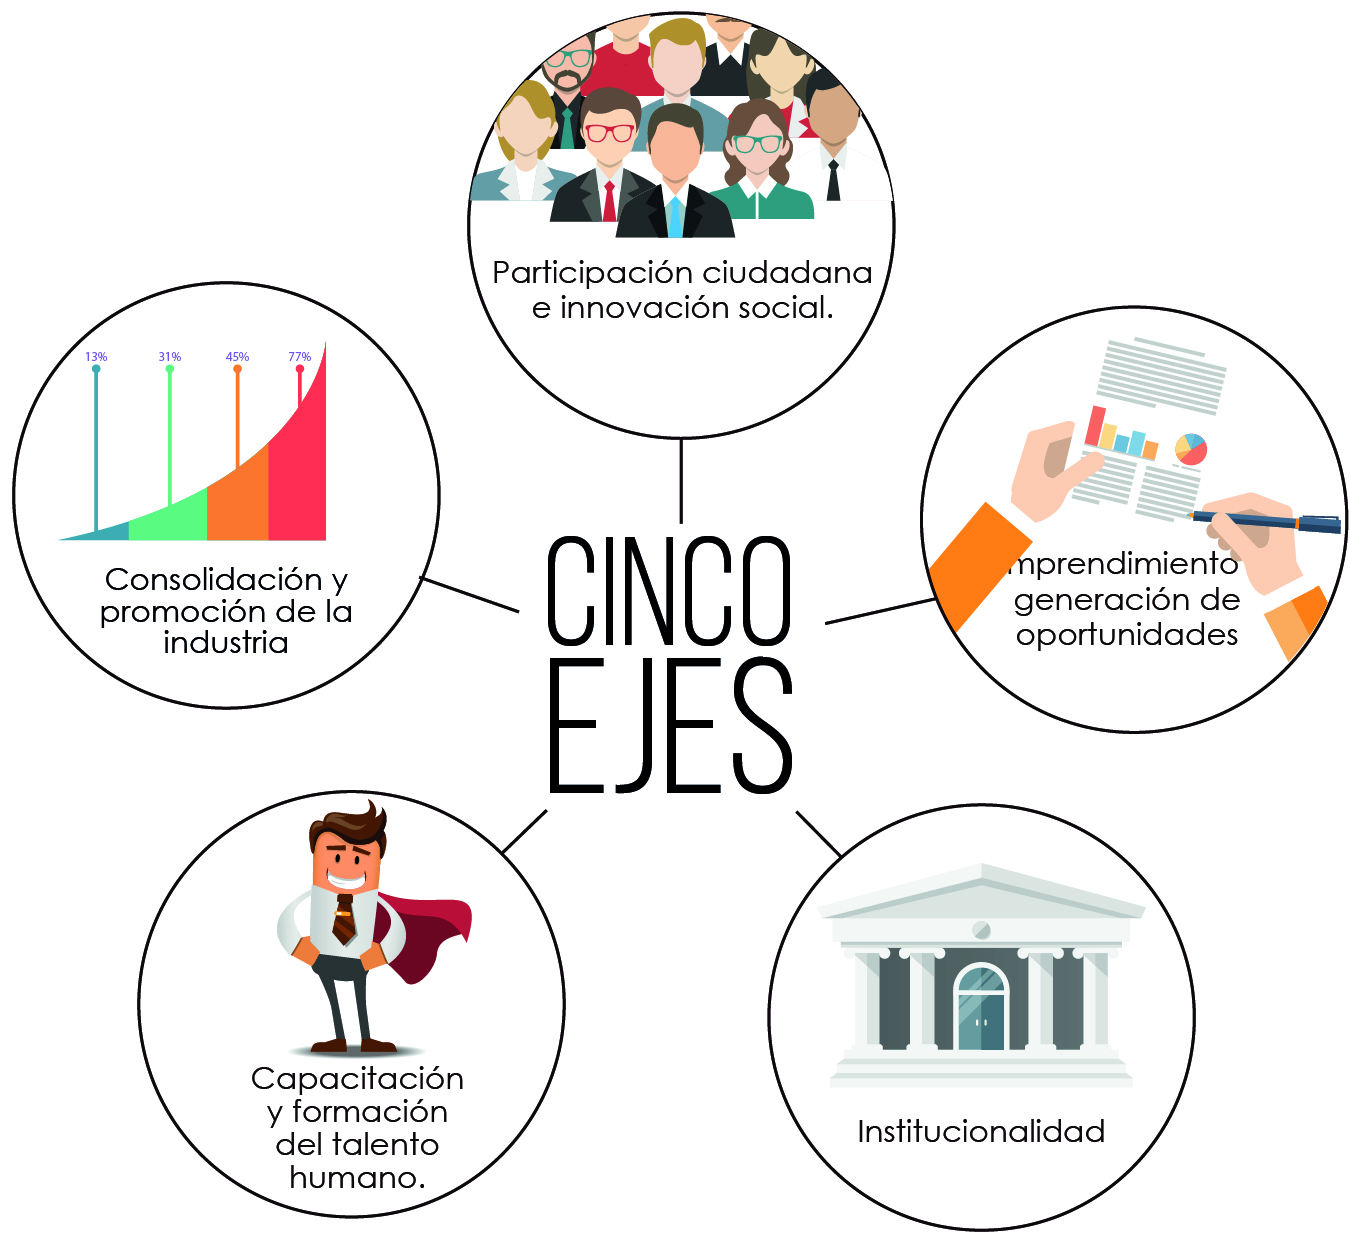 Participación ciudadana
e innovación social.
13% 31% 45% 77%
Consolidación y
promoción de la
industria
mprendimiento
generación de
oportunidades
CINCO
EJES
Capacitación
y formación
del talento
humano.
Institucionalidad